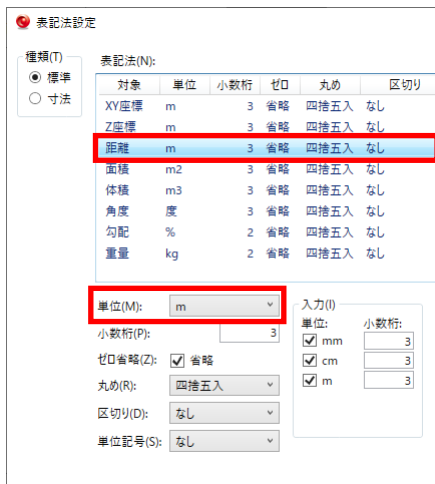 表記法設定
種類(T)
標準
寸法
表記法(N):
対象 単位 小数桁 ゼロ 丸め 区切り
XY座標 m 3 省略 四捨五入 なし
Z座標 m 3 省略 四捨五入 なし
距離 m 3 省略 四捨五入 なし
面積 m2 3 省略 四捨五入 なし
体積 m3 3 省略 四捨五入 なし
角度 度 3 省略 四捨五入 なし
勾配 % 2 省略 四捨五入 なし
重量 kg 2 省略 四捨五入 なし
単位(M): m
小数桁(P): 3
ゼロ省略(Z): 省略
丸め(R): 四捨五入
区切り(D): なし
単位記号(S): なし
入力(I)
単位: 小数桁:
mm 3
cm 3
m 3